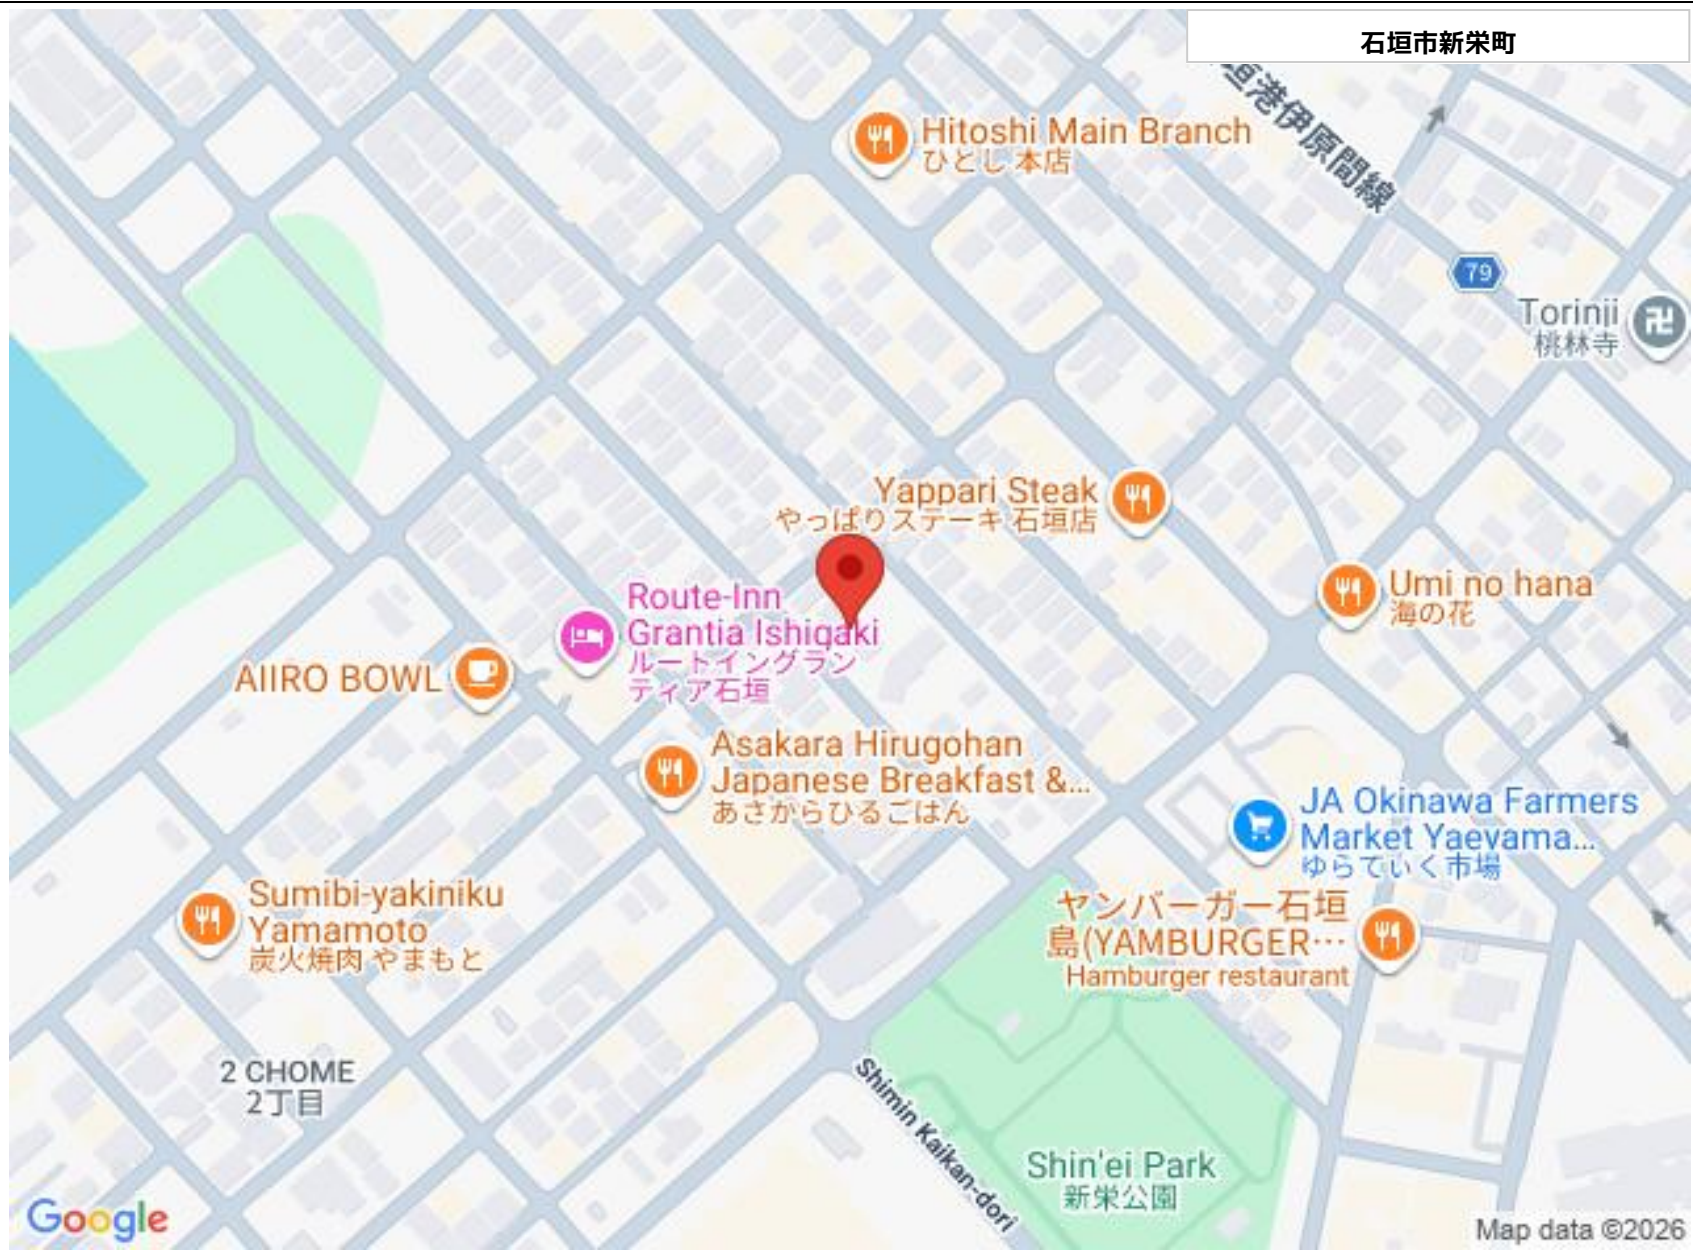 石垣市新栄町
垣港伊原間線
Hitoshi Main Branch
ひとし 本店
79
Torinji
桃林寺
Yappari Steak
やっぱりステーキ 石垣店
Umi no hana
海の花
Route-Inn
Grantia Ishigaki
ルートイングラン
ティア石垣
AIIRO BOWL
Asakara Hirugohan
Japanese Breakfast &...
あさからひるごはん
JA Okinawa Farmers
Market Yaeyama...
ゆらてぃく市場
Sumibi-yakiniku
Yamamoto
炭火焼肉 やまもと
ヤンバーガー石垣
島(YAMBURGER…
Hamburger restaurant
2 CHOME
2丁目
Shimin Kaikan-dori
Shin'ei Park
新栄公園
Google
Map data ©2026